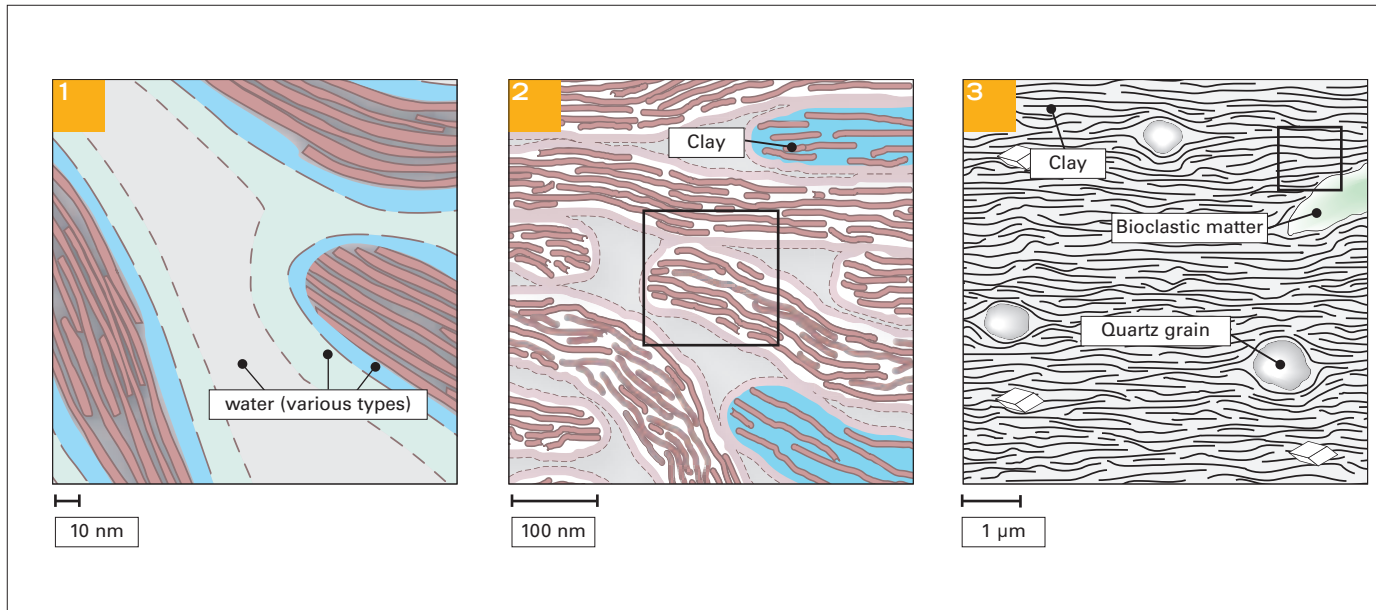 1
water (various types)
10 nm
2
Clay
100 nm
3
Clay
Bioclastic matter
Quartz grain
1 µm